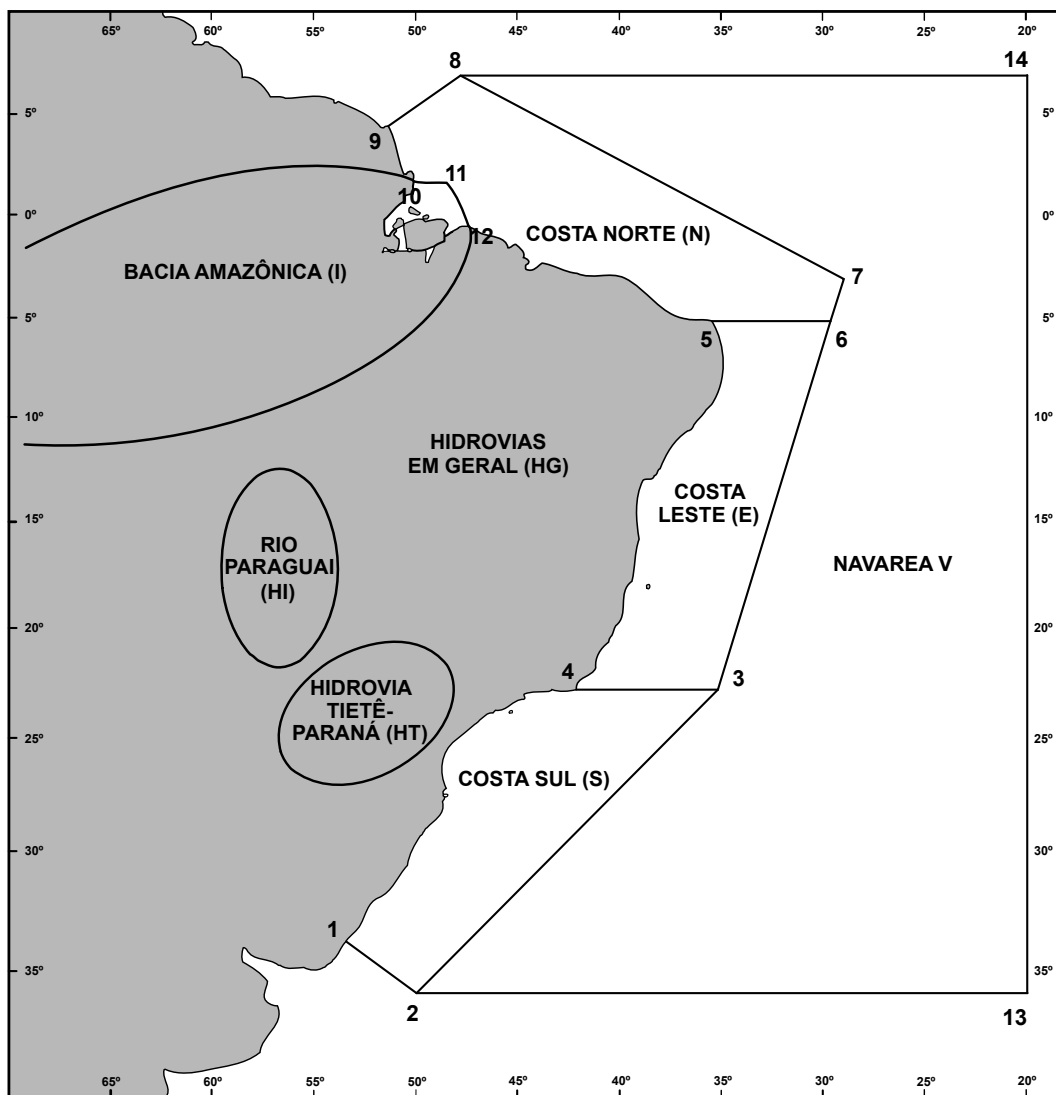 65º 60º 55º 50º 45º 40º 35º 30º 25º 20º
8 14
5º 5º
9
11
10
0º 0º
12
COSTA NORTE (N)
BACIA AMAZÔNICA (I)
7
5º 5º
5 6
10º 10º
HIDROVIAS
EM GERAL (HG)
COSTA
LESTE (E)
15º 15º
RIO
PARAGUAI
(HI)
NAVAREA V
20º 20º
4 3
HIDROVIA
TIETÊ-
PARANÁ (HT)
25º 25º
COSTA SUL (S)
30º 30º
1
35º 35º
2 13
65º 60º 55º 50º 45º 40º 35º 30º 25º 20º